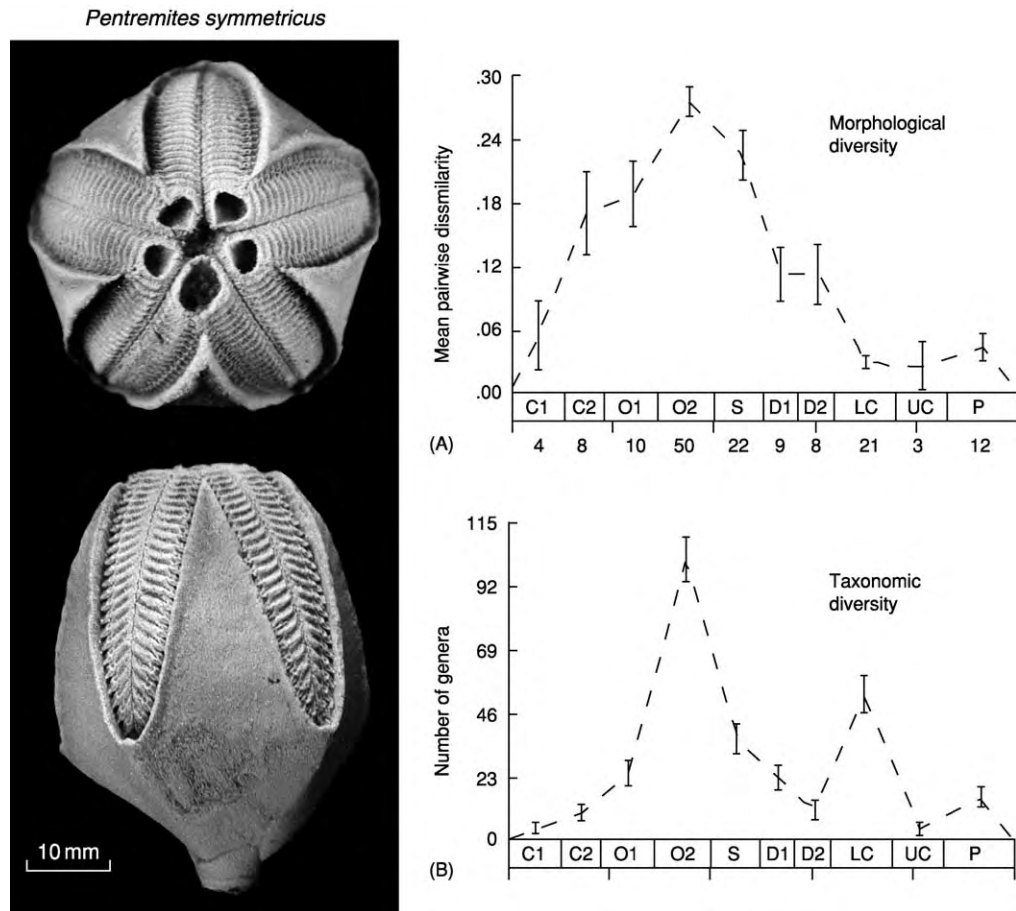 Pentremites symmetricus
10 mm
.30
.24
.18
.12
.06
.00
Mean pairwise dissmilarity
Morphological
diversity
C1 C2 O1 O2 S D1 D2 LC UC P
(A) 4 8 10 50 22 9 8 21 3 12
115
92
69
46
23
0
Number of genera
Taxonomic
diversity
C1 C2 O1 O2 S D1 D2 LC UC P
(B)